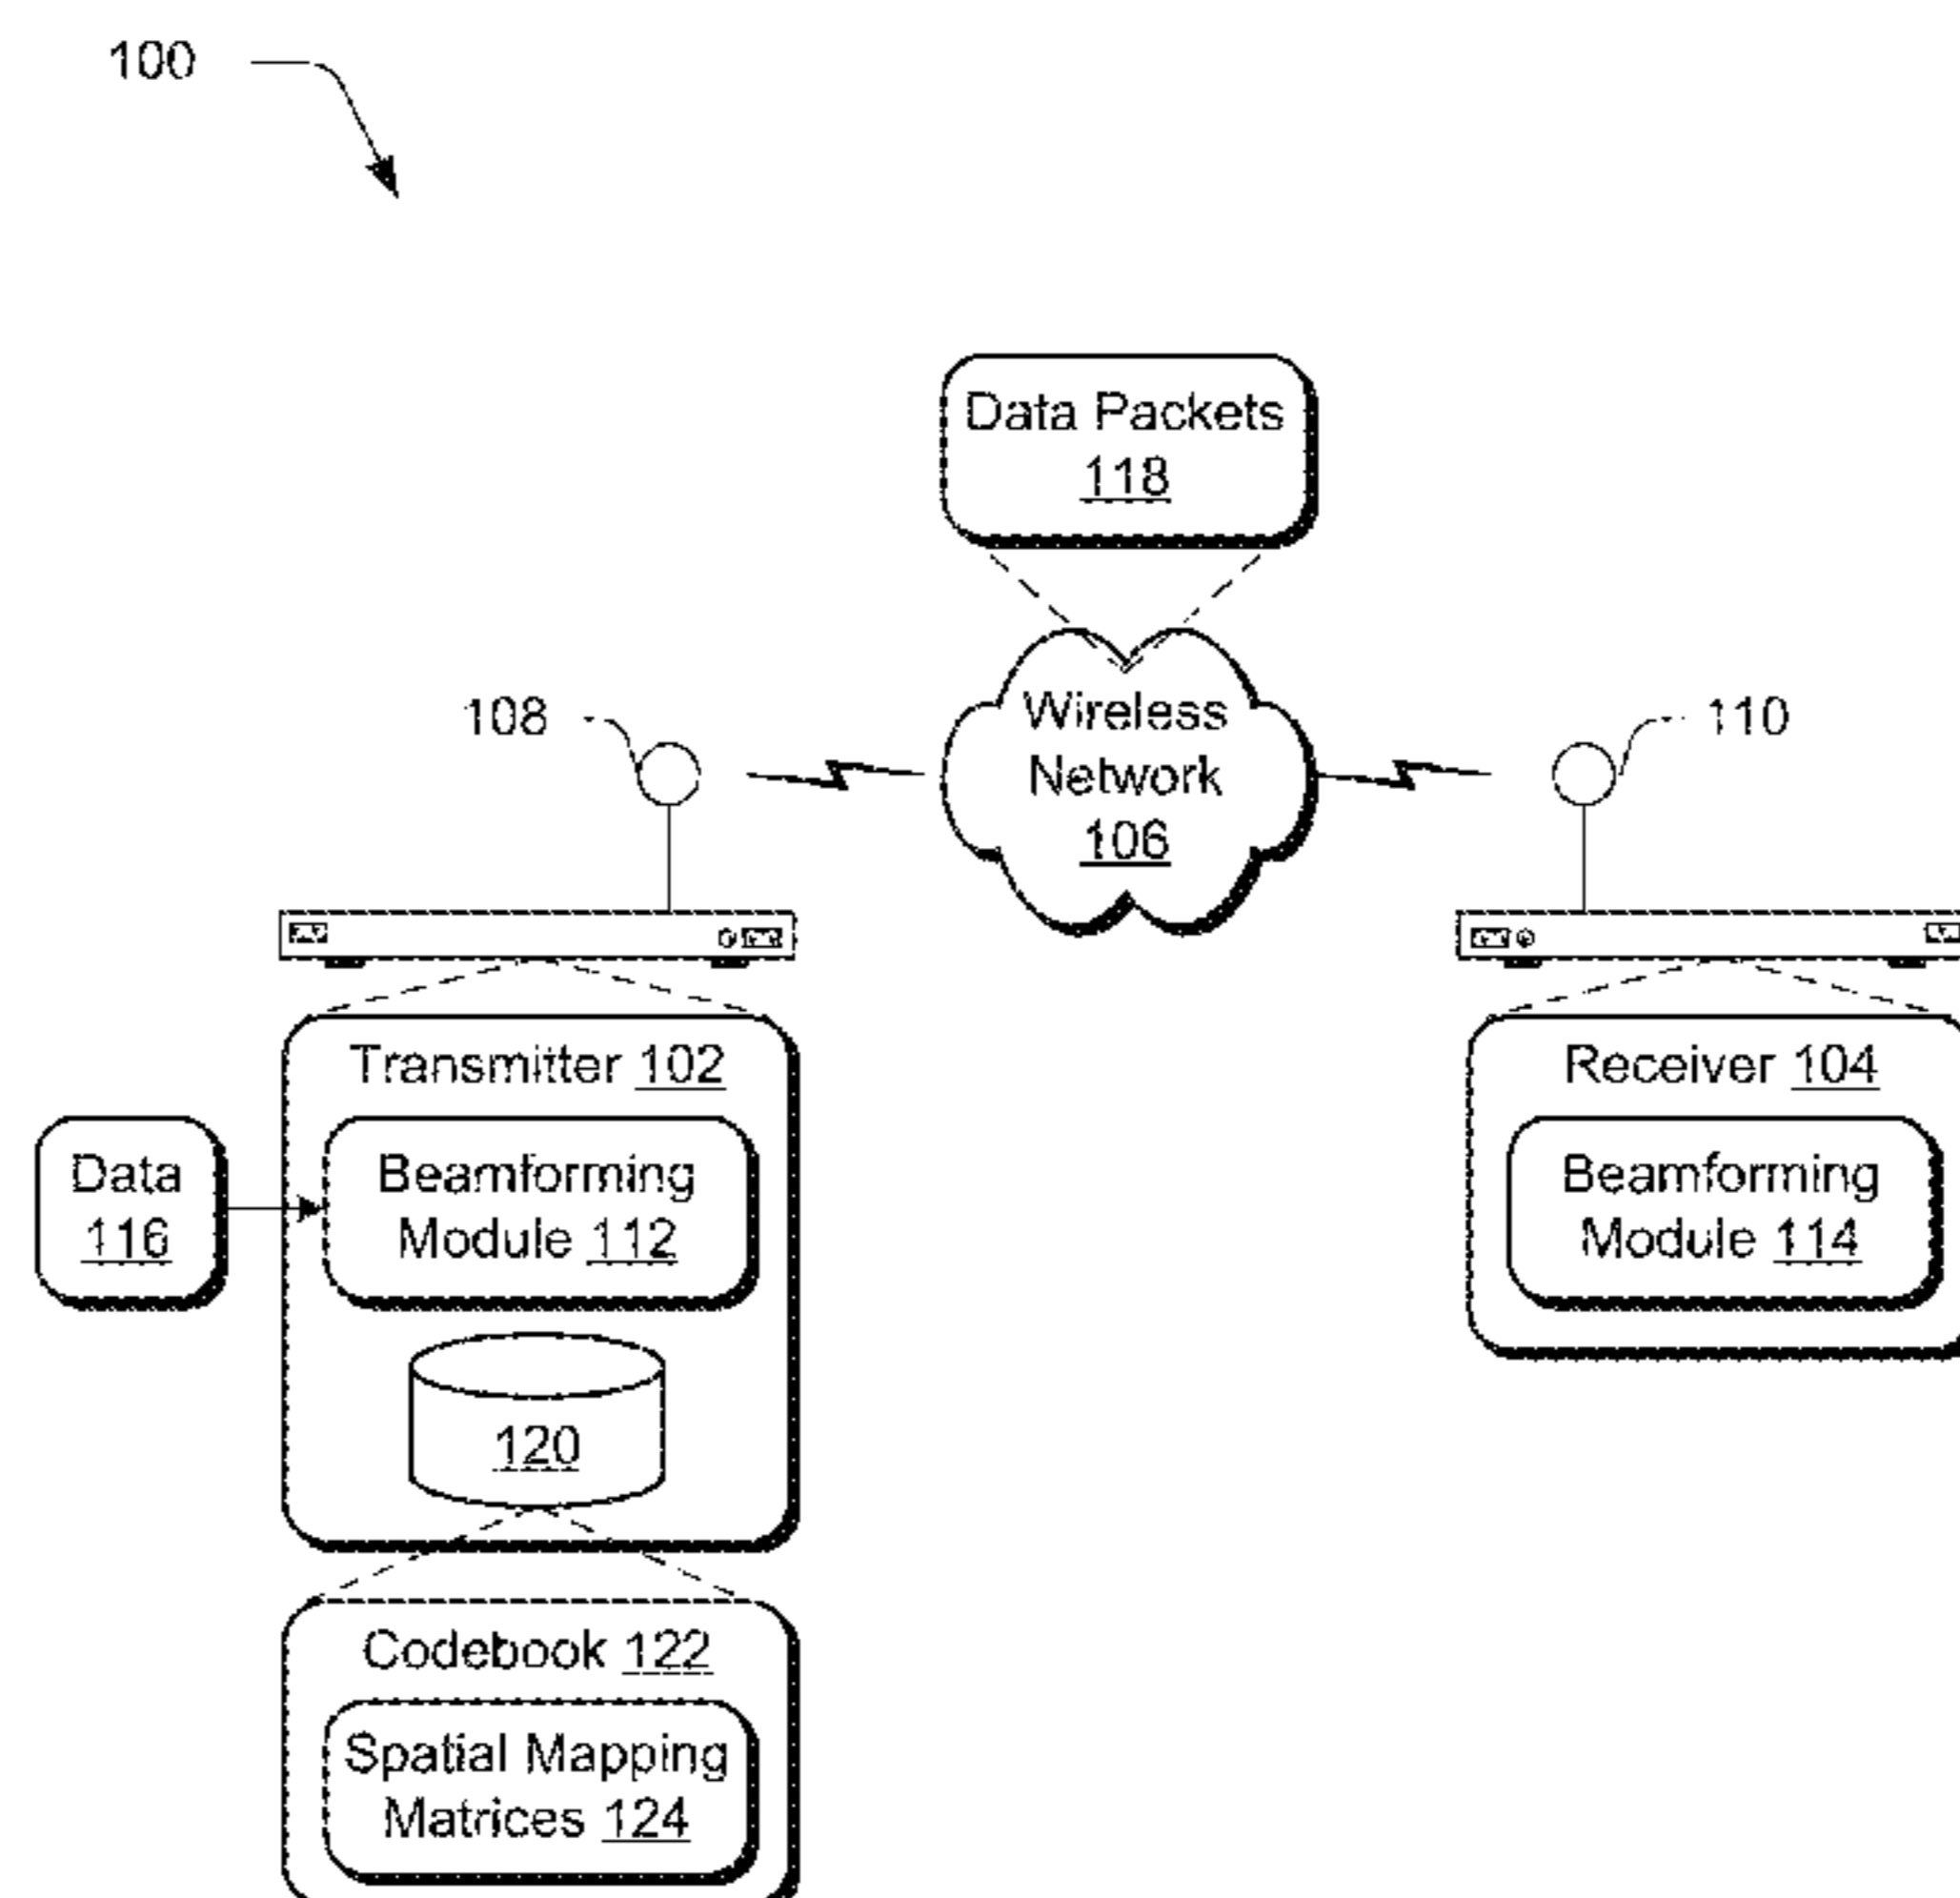 100
Data Packets
118
108
Wireless
Network
106
110
Transmitter 102
Receiver 104
Data
116
Beamforming
Module 112
Beamforming
Module 114
120
Codebook 122
Spatial Mapping
Matrices 124